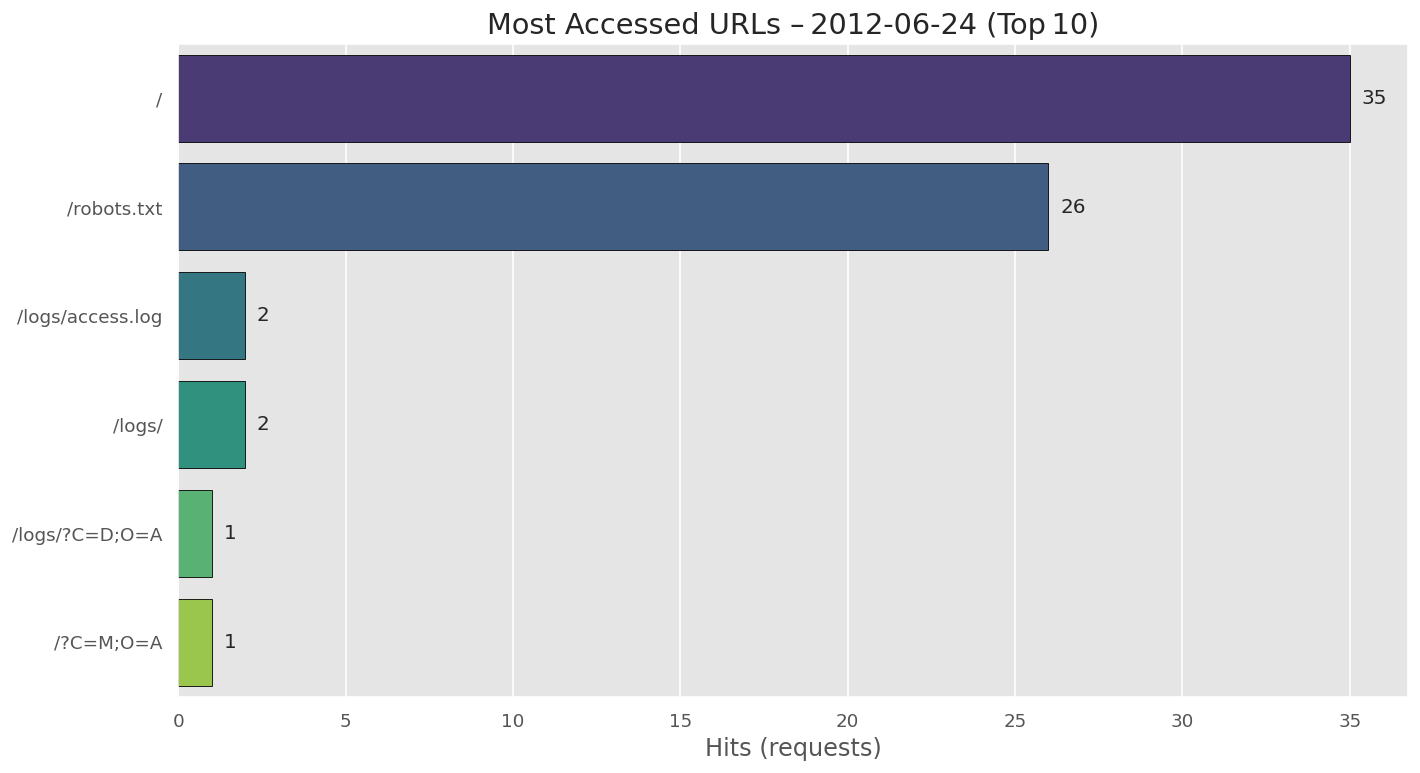 Most Accessed URLs – 2012-06-24 (Top 10)
/
35
/robots.txt
26
/logs/access.log
2
/logs/
2
/logs/?C=D;O=A
1
/?C=M;O=A
1
0 5 10 15 20 25 30 35
Hits (requests)